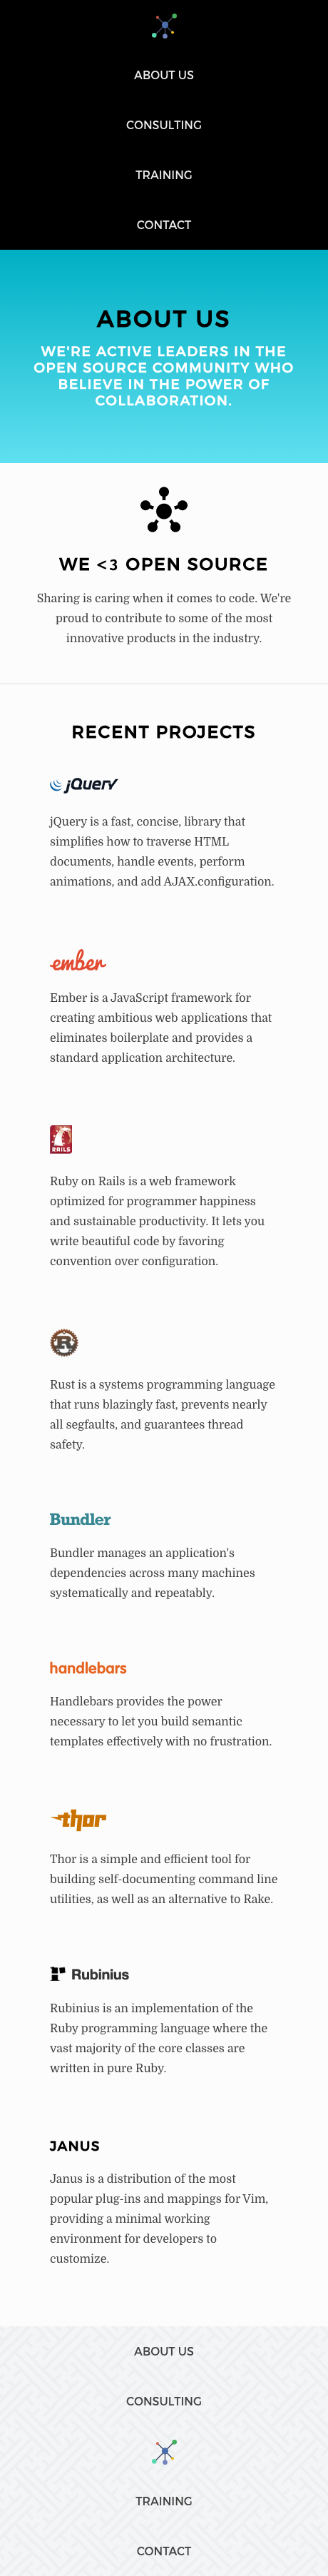 ABOUT US
CONSULTING
TRAINING
CONTACT
ABOUT US
WE'RE ACTIVE LEADERS IN THE
OPEN SOURCE COMMUNITY WHO
BELIEVE IN THE POWER OF
COLLABORATION.
WE <3 OPEN SOURCE
Sharing is caring when it comes to code. We're
proud to contribute to some of the most
innovative products in the industry.
RECENT PROJECTS
jQuery
jQuery is a fast, concise, library that
simplifies how to traverse HTML
documents, handle events, perform
animations, and add AJAX.configuration.
ember
Ember is a JavaScript framework for
creating ambitious web applications that
eliminates boilerplate and provides a
standard application architecture.
RAILS
Ruby on Rails is a web framework
optimized for programmer happiness
and sustainable productivity. It lets you
write beautiful code by favoring
convention over configuration.
R
Rust is a systems programming language
that runs blazingly fast, prevents nearly
all segfaults, and guarantees thread
safety.
Bundler
Bundler manages an application's
dependencies across many machines
systematically and repeatably.
handlebars
Handlebars provides the power
necessary to let you build semantic
templates effectively with no frustration.
thor
Thor is a simple and efficient tool for
building self-documenting command line
utilities, as well as an alternative to Rake.
Rubinius
Rubinius is an implementation of the
Ruby programming language where the
vast majority of the core classes are
written in pure Ruby.
JANUS
Janus is a distribution of the most
popular plug-ins and mappings for Vim,
providing a minimal working
environment for developers to
customize.
ABOUT US
CONSULTING
TRAINING
CONTACT